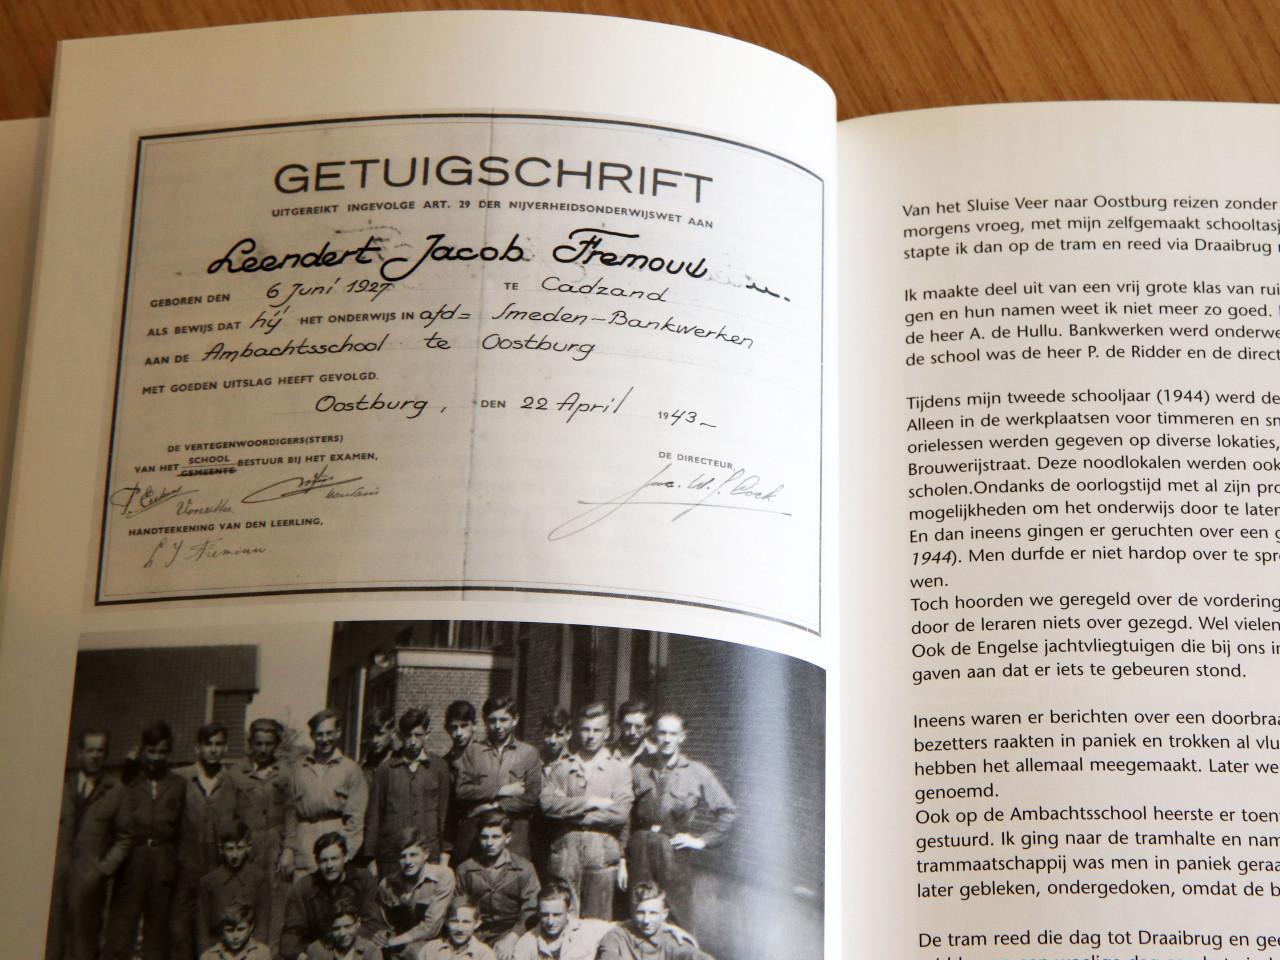 GETUIGSCHRIFT
UITGEREIKT INGEVOLGE ART. 29 DER NIJVERHEIDSONDERWIJSWET AAN
Leendert Jacob Fremouw
GEBOREN DEN 6 Juni 1927 TE Cadzand
ALS BEWIJS DAT hij HET ONDERWIJS IN afd= Smeden-Bankwerken
AAN DE Ambachtsschool te Oostburg
MET GOEDEN UITSLAG HEEFT GEVOLGD.
Oostburg, DEN 22 April 1943
DE VERTEGENWOORDIGERS(STERS)
VAN HET SCHOOL GEMEENTE BESTUUR BIJ HET EXAMEN,
DE DIRECTEUR,
HANDTEEKENING VAN DEN LEERLING,
L J Fremouw
Van het Sluise Veer naar Oostburg reizen zonder
morgens vroeg, met mijn zelfgemaakt
stapte ik dan op de tram en reed via Draaibrug
Ik maakte deel uit van een vrij grote klas van
gen en hun namen weet ik niet meer zo goed.
de heer A. de Hullu. Bankwerken werd
de school was de heer P. de Ridder en de
Tijdens mijn tweede schooljaar (1944) werd
Alleen in de werkplaatsen voor timmeren en
orielessen werden gegeven op diverse lokaties,
Brouwerijstraat. Deze noodlokalen werden ook
scholen.Ondanks de oorlogstijd met al zijn
mogelijkheden om het onderwijs door te laten
En dan ineens gingen er geruchten over een
1944). Men durfde er niet hardop over te
wen.
Toch hoorden we geregeld over de
door de leraren niets over gezegd. Wel vielen
Ook de Engelse jachtvliegtuigen die bij ons
gaven aan dat er iets te gebeuren stond.
Ineens waren er berichten over een
bezetters raakten in paniek en trokken al
hebben het allemaal meegemaakt. Later
genoemd.
Ook op de Ambachtsschool heerste er
gestuurd. Ik ging naar de tramhalte en
trammaatschappij was men in paniek
later gebleken, ondergedoken, omdat de
De tram reed die dag tot Draaibrug en